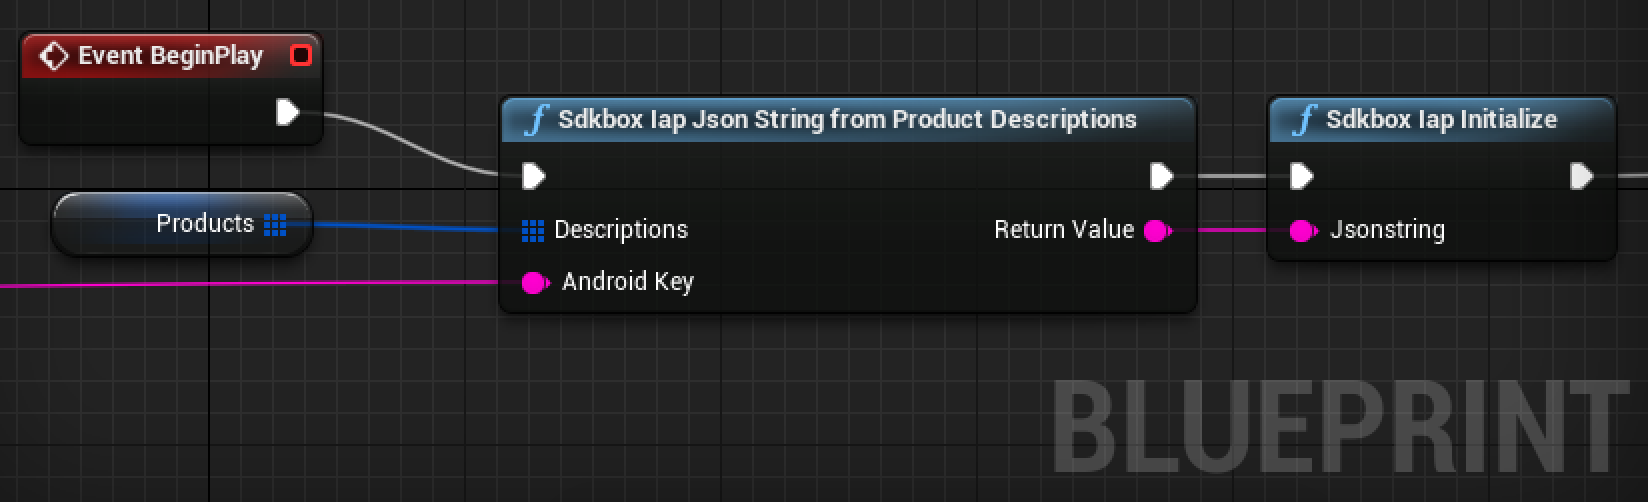 Event BeginPlay
Sdkbox Iap Json String from Product Descriptions
Sdkbox Iap Initialize
Products
Descriptions
Return Value
Jsonstring
Android Key
BLUEPRINT